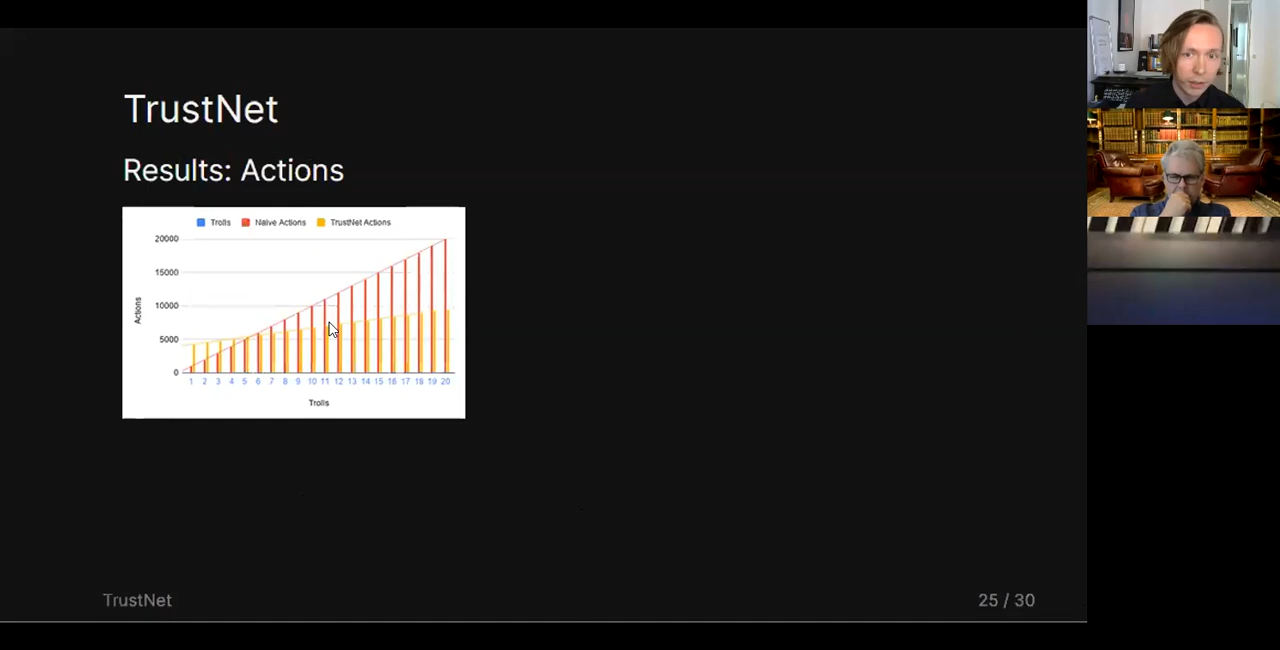 TrustNet
Results: Actions
Trolls Naive Actions TrustNet Actions
20000
15000
10000
5000
0
Actions
1 2 3 4 5 6 7 8 9 10 11 12 13 14 15 16 17 18 19 20
Trolls
TrustNet
25 / 30